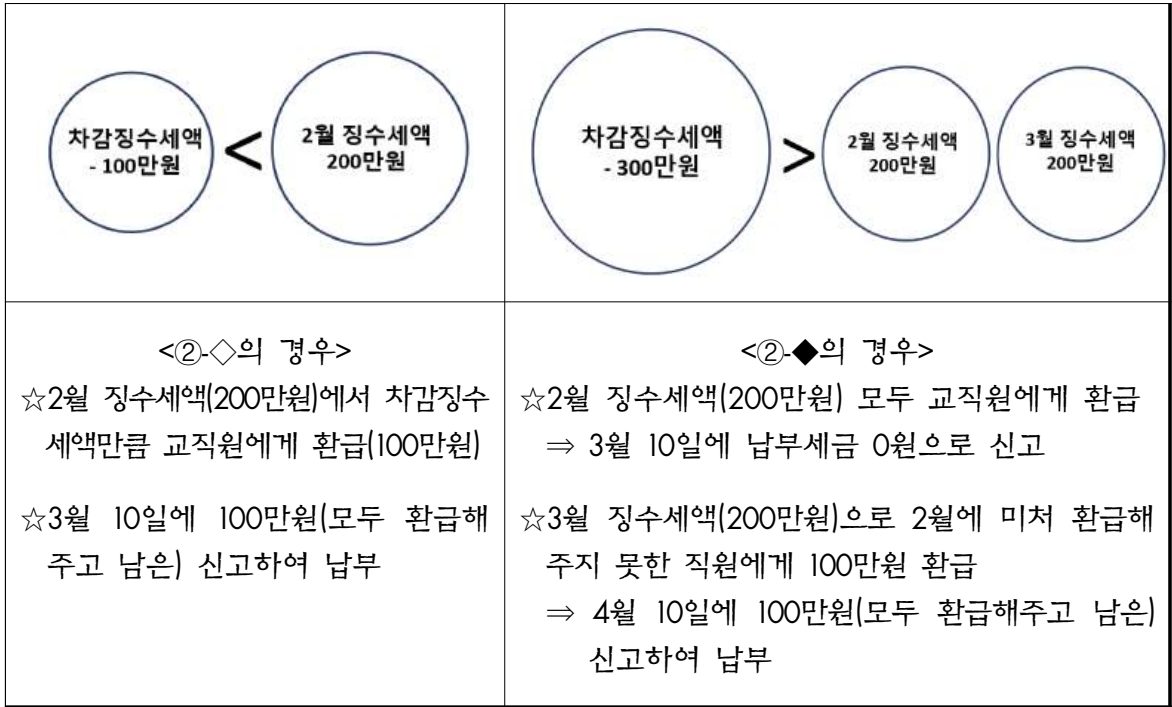 차감징수세액
- 100만원
<
2월 징수세액
200만원
차감징수세액
- 300만원
>
2월 징수세액
200만원
3월 징수세액
200만원
<②-◇의 경우>
☆2월 징수세액(200만원)에서 차감징수
세액만큼 교직원에게 환급(100만원)
☆3월 10일에 100만원(모두 환급해
주고 남은) 신고하여 납부
<②-◆의 경우>
☆2월 징수세액(200만원) 모두 교직원에게 환급
⇒ 3월 10일에 납부세금 0원으로 신고
☆3월 징수세액(200만원)으로 2월에 미처 환급해
주지 못한 직원에게 100만원 환급
⇒ 4월 10일에 100만원(모두 환급해주고 남은)
신고하여 납부